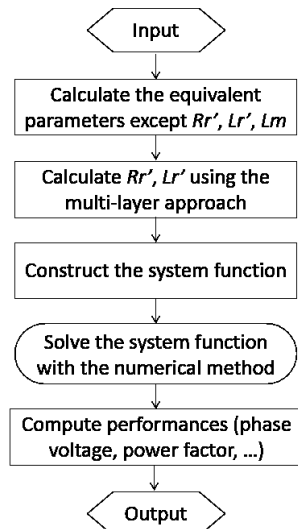 Input
Calculate the equivalent
parameters except Rr’, Lr’, Lm
Calculate Rr’, Lr’ using the
multi-layer approach
Construct the system function
Solve the system function
with the numerical method
Compute performances (phase
voltage, power factor, ...)
Output